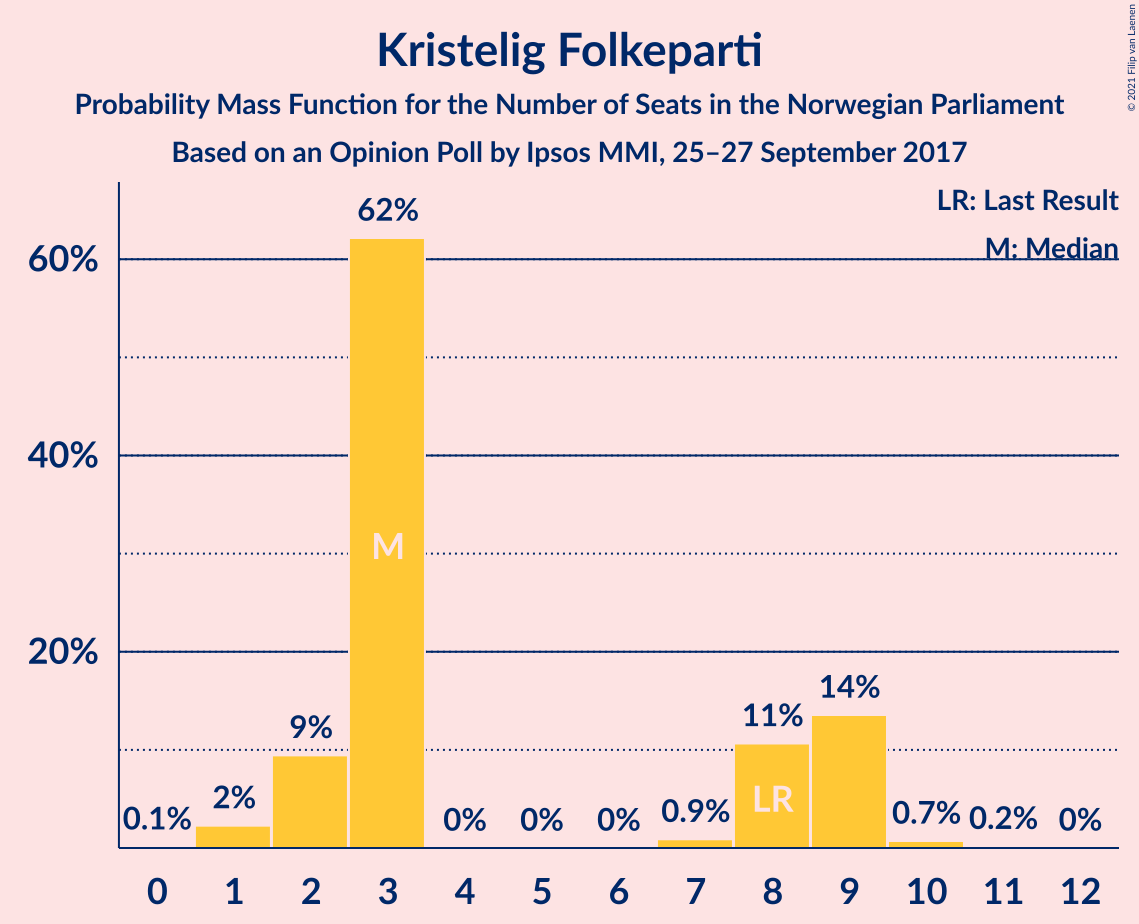 Kristelig Folkeparti
Probability Mass Function for the Number of Seats in the Norwegian Parliament
Based on an Opinion Poll by Ipsos MMI, 25–27 September 2017
© 2021 Filip van Laenen
LR: Last Result
M: Median
60%
40%
20%
0.1%
2%
9%
62%
0%
0%
0%
0.9%
11%
14%
0.7%
0.2%
0%
M
LR
0 1 2 3 4 5 6 7 8 9 10 11 12